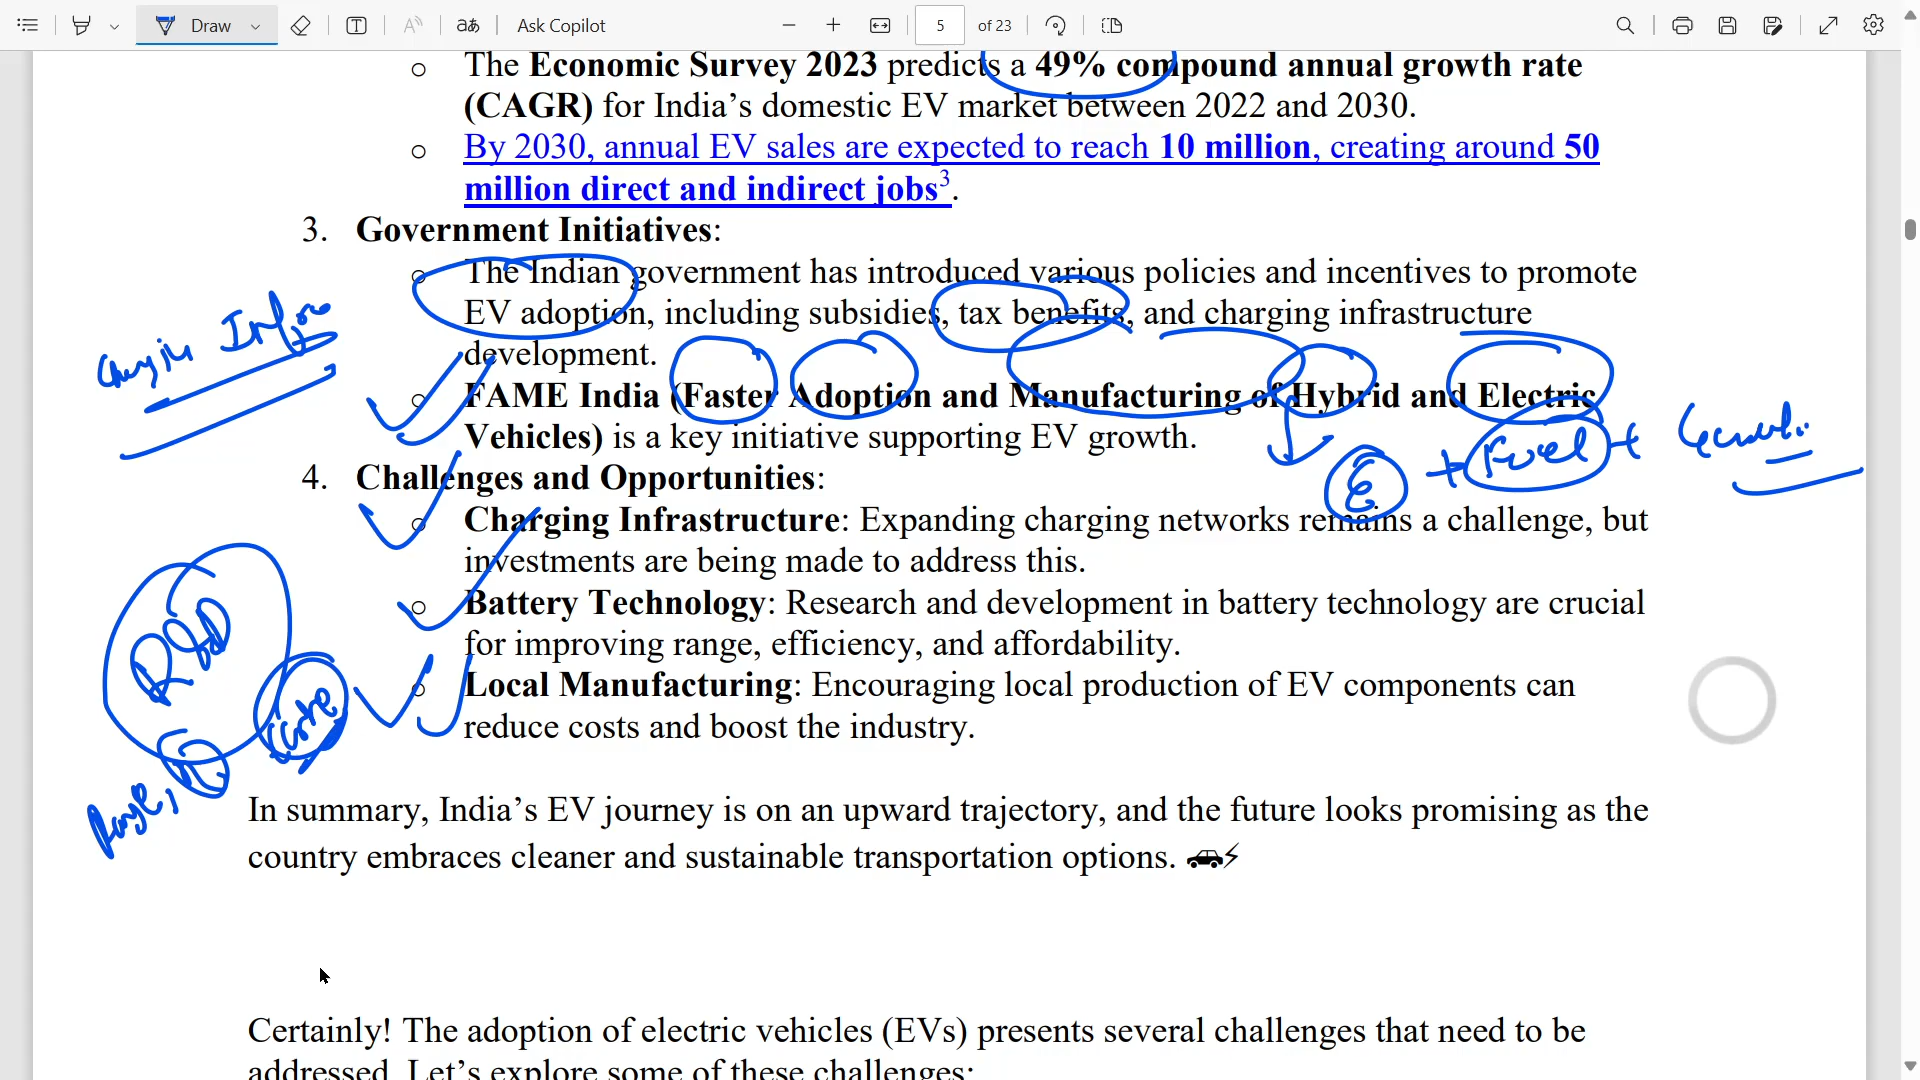 Draw
Ask Copilot
5 of 23
The Economic Survey 2023 predicts a 49% compound annual growth rate
(CAGR) for India’s domestic EV market between 2022 and 2030.
By 2030, annual EV sales are expected to reach 10 million, creating around 50
million direct and indirect jobs3.
3. Government Initiatives:
The Indian government has introduced various policies and incentives to promote
EV adoption, including subsidies, tax benefits, and charging infrastructure
development.
FAME India (Faster Adoption and Manufacturing of Hybrid and Electric
Vehicles) is a key initiative supporting EV growth.
4. Challenges and Opportunities:
Charging Infrastructure: Expanding charging networks remains a challenge, but
investments are being made to address this.
Battery Technology: Research and development in battery technology are crucial
for improving range, efficiency, and affordability.
Local Manufacturing: Encouraging local production of EV components can
reduce costs and boost the industry.
In summary, India’s EV journey is on an upward trajectory, and the future looks promising as the
country embraces cleaner and sustainable transportation options. 🚗⚡
Certainly! The adoption of electric vehicles (EVs) presents several challenges that need to be
addressed. Let’s explore some of these challenges:
Infra
E + Fuel +
R&D